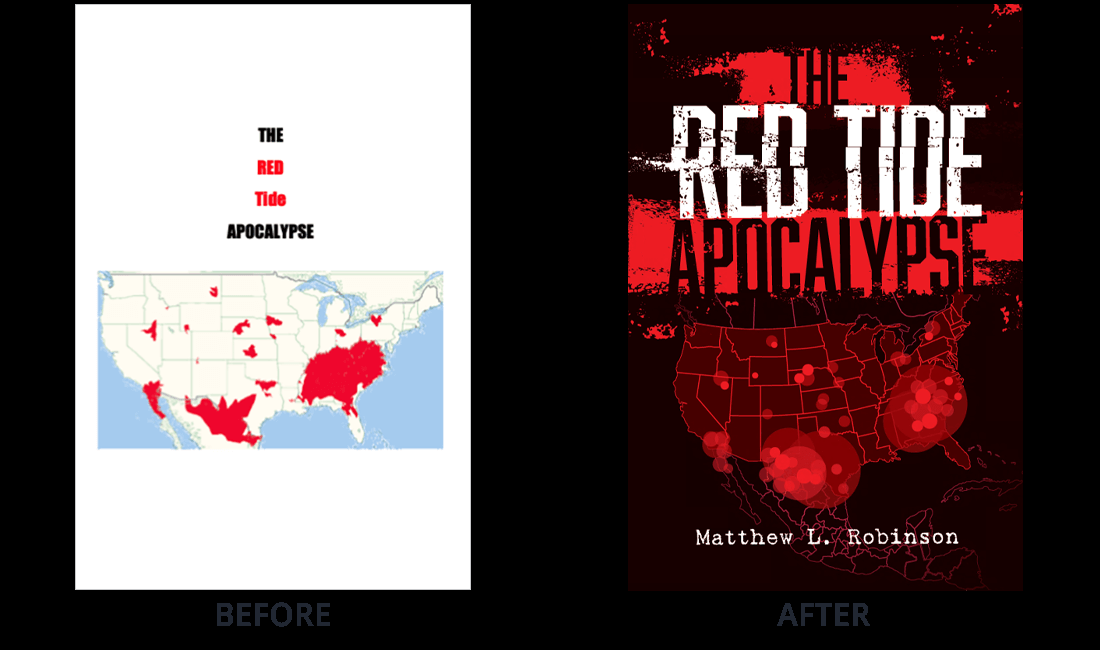 THE
RED
Tide
APOCALYPSE
BEFORE
THE
RED TIDE
APOCALYPSE
Matthew L. Robinson
AFTER